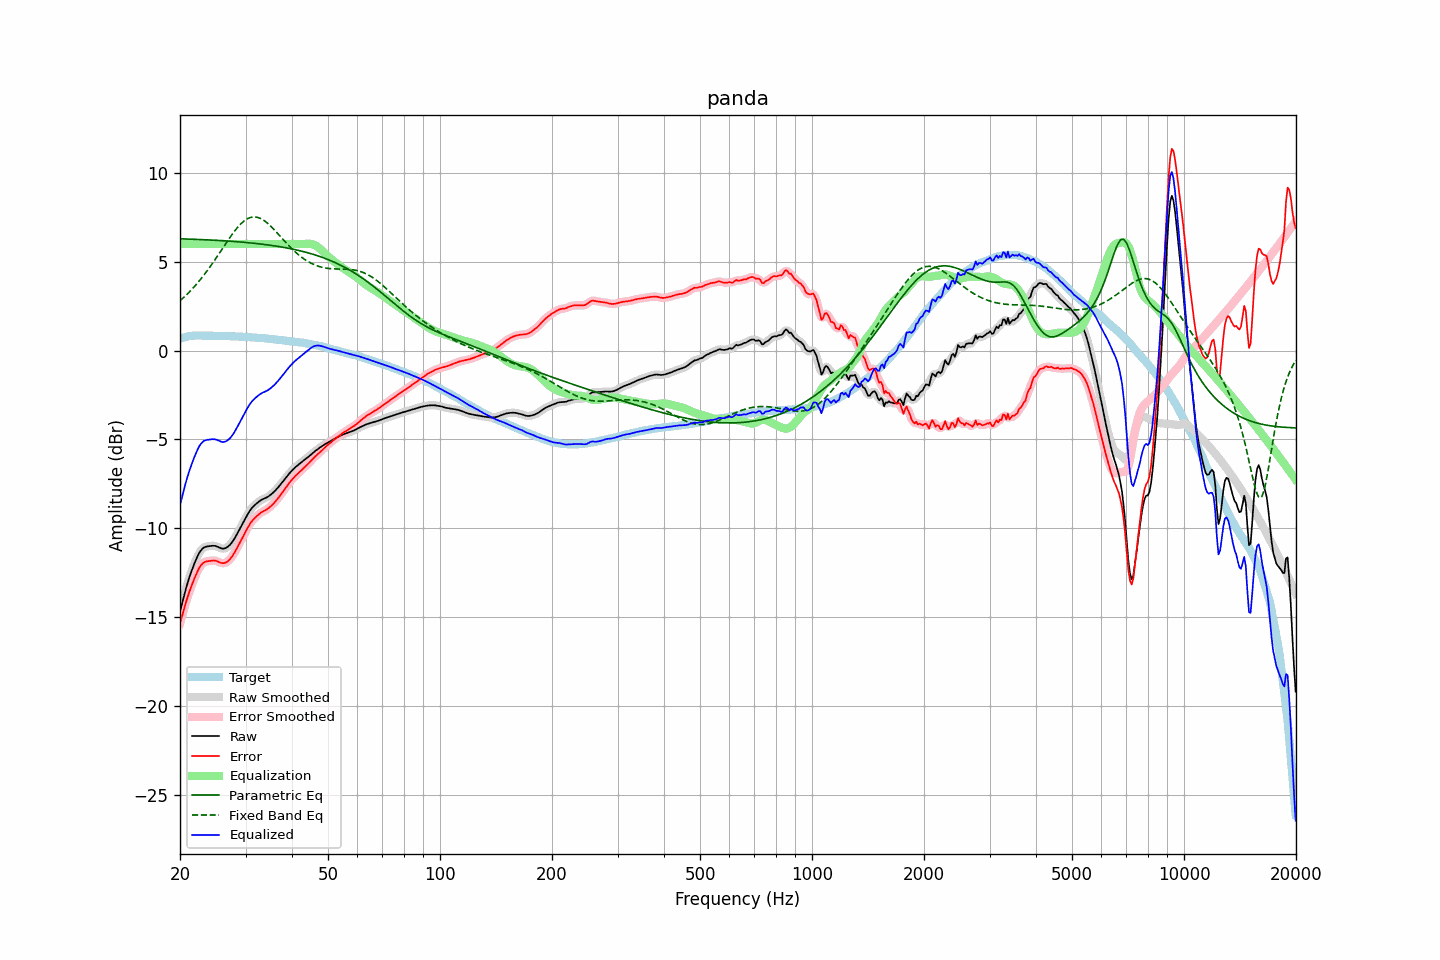 panda
Amplitude (dBr)
10
5
0
−5
−10
−15
−20
−25
Target
Raw Smoothed
Error Smoothed
Raw
Error
Equalization
Parametric Eq
Fixed Band Eq
Equalized
20 50 100 200 500 1000 2000 5000 10000 20000
Frequency (Hz)